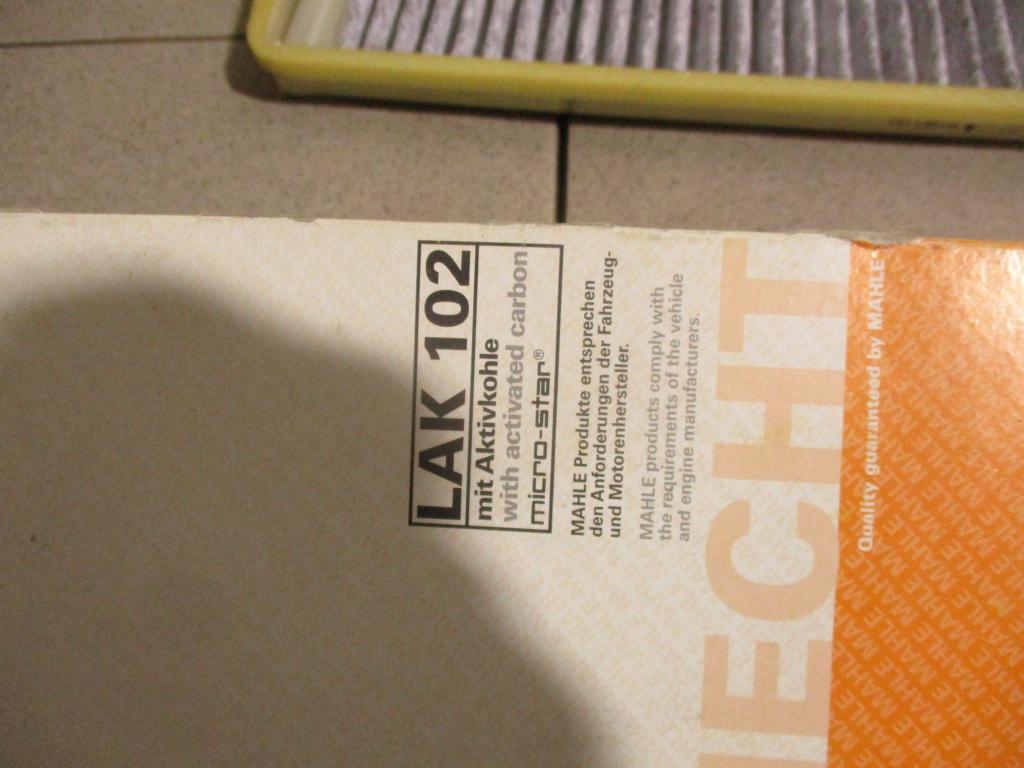 LAK 102
mit Aktivkohle
with activated carbon
micro-star®
MAHLE Produkte entsprechen
den Anforderungen der Fahrzeug-
und Motorenhersteller.
MAHLE products comply with
the requirements of the vehicle
and engine manufacturers.
ECHT
Quality guaranteed by MAHLE